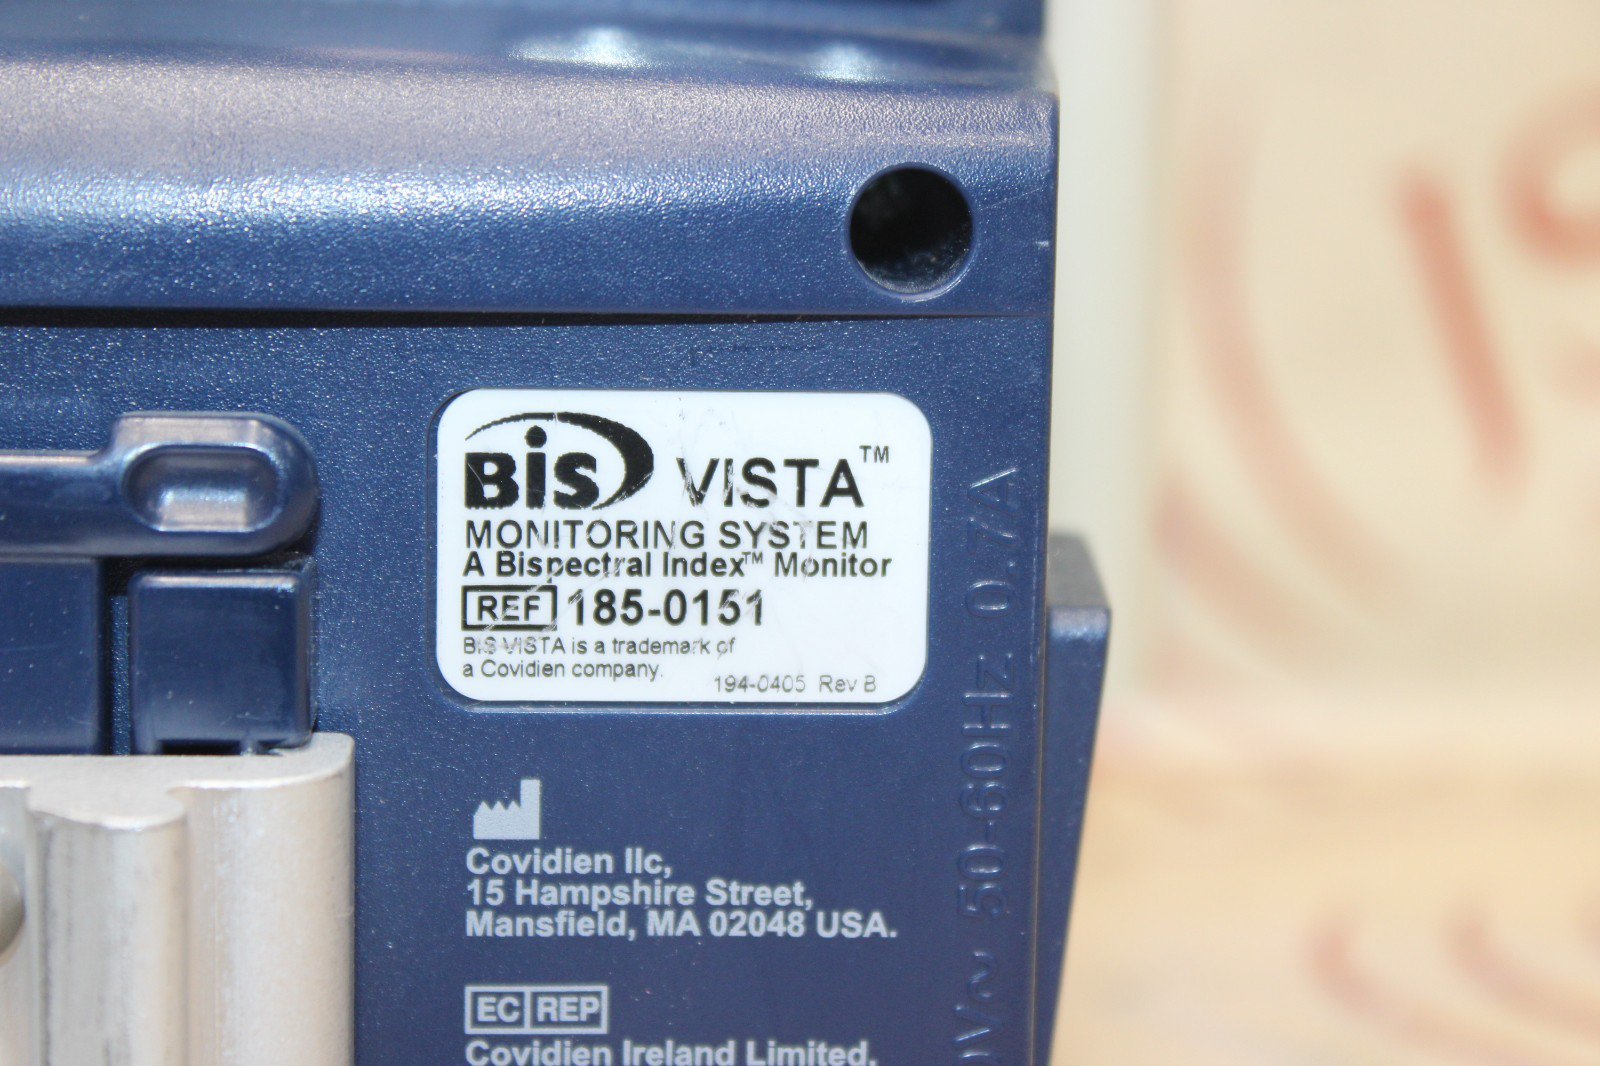 BIS VISTA™
MONITORING SYSTEM
A Bispectral Index™ Monitor
REF 185-0151
BIS VISTA is a trademark of
a Covidien company.
194-0405 Rev B
Covidien llc,
15 Hampshire Street,
Mansfield, MA 02048 USA.
EC REP
Covidien Ireland Limited,
V~ 50-60Hz 0.7A